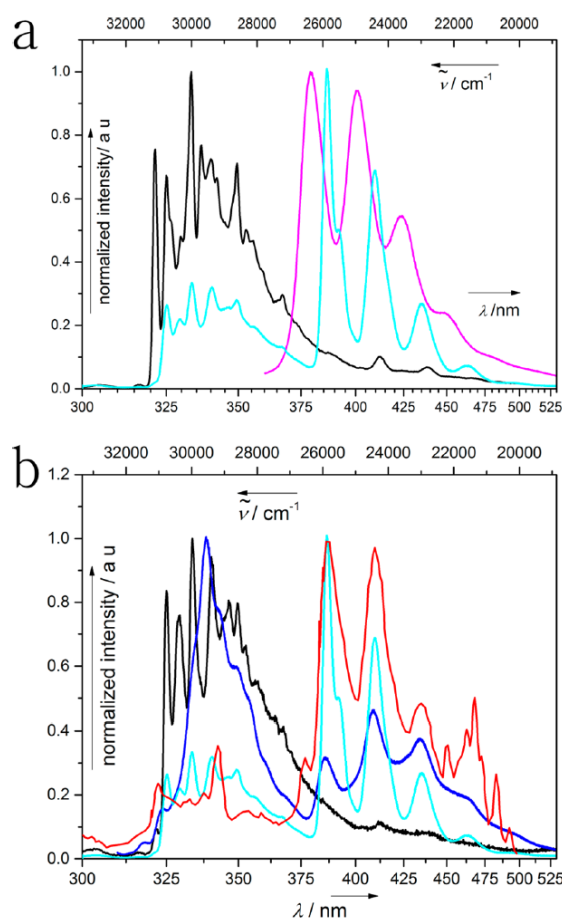 a
32000 30000 28000 26000 24000 22000 20000
ν̃ / cm⁻¹
normalized intensity/ a u
1.0
0.8
0.6
0.4
0.2
0.0
λ/nm
300 325 350 375 400 425 450 475 500 525
b
32000 30000 28000 26000 24000 22000 20000
ν̃ / cm⁻¹
normalized intensity / a u
1.2
1.0
0.8
0.6
0.4
0.2
0.0
300 325 350 375 400 425 450 475 500 525
λ / nm